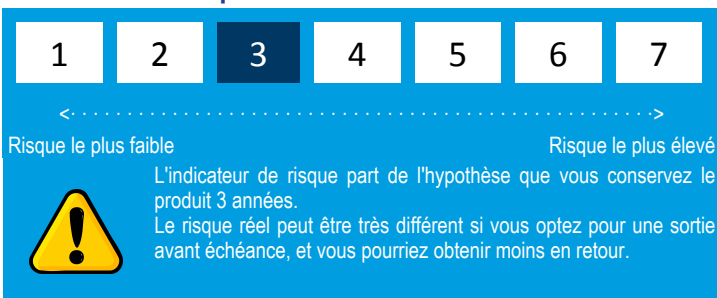 1 2 3 4 5 6 7
<· · · · · · · · · · · · · · · · · · · · · · · · · · · · · · · · · · · · · · · · · · · · · · · · · · · ·>
Risque le plus faible Risque le plus élevé
L'indicateur de risque part de l'hypothèse que vous conservez le
produit 3 années.
Le risque réel peut être très différent si vous optez pour une sortie
avant échéance, et vous pourriez obtenir moins en retour.